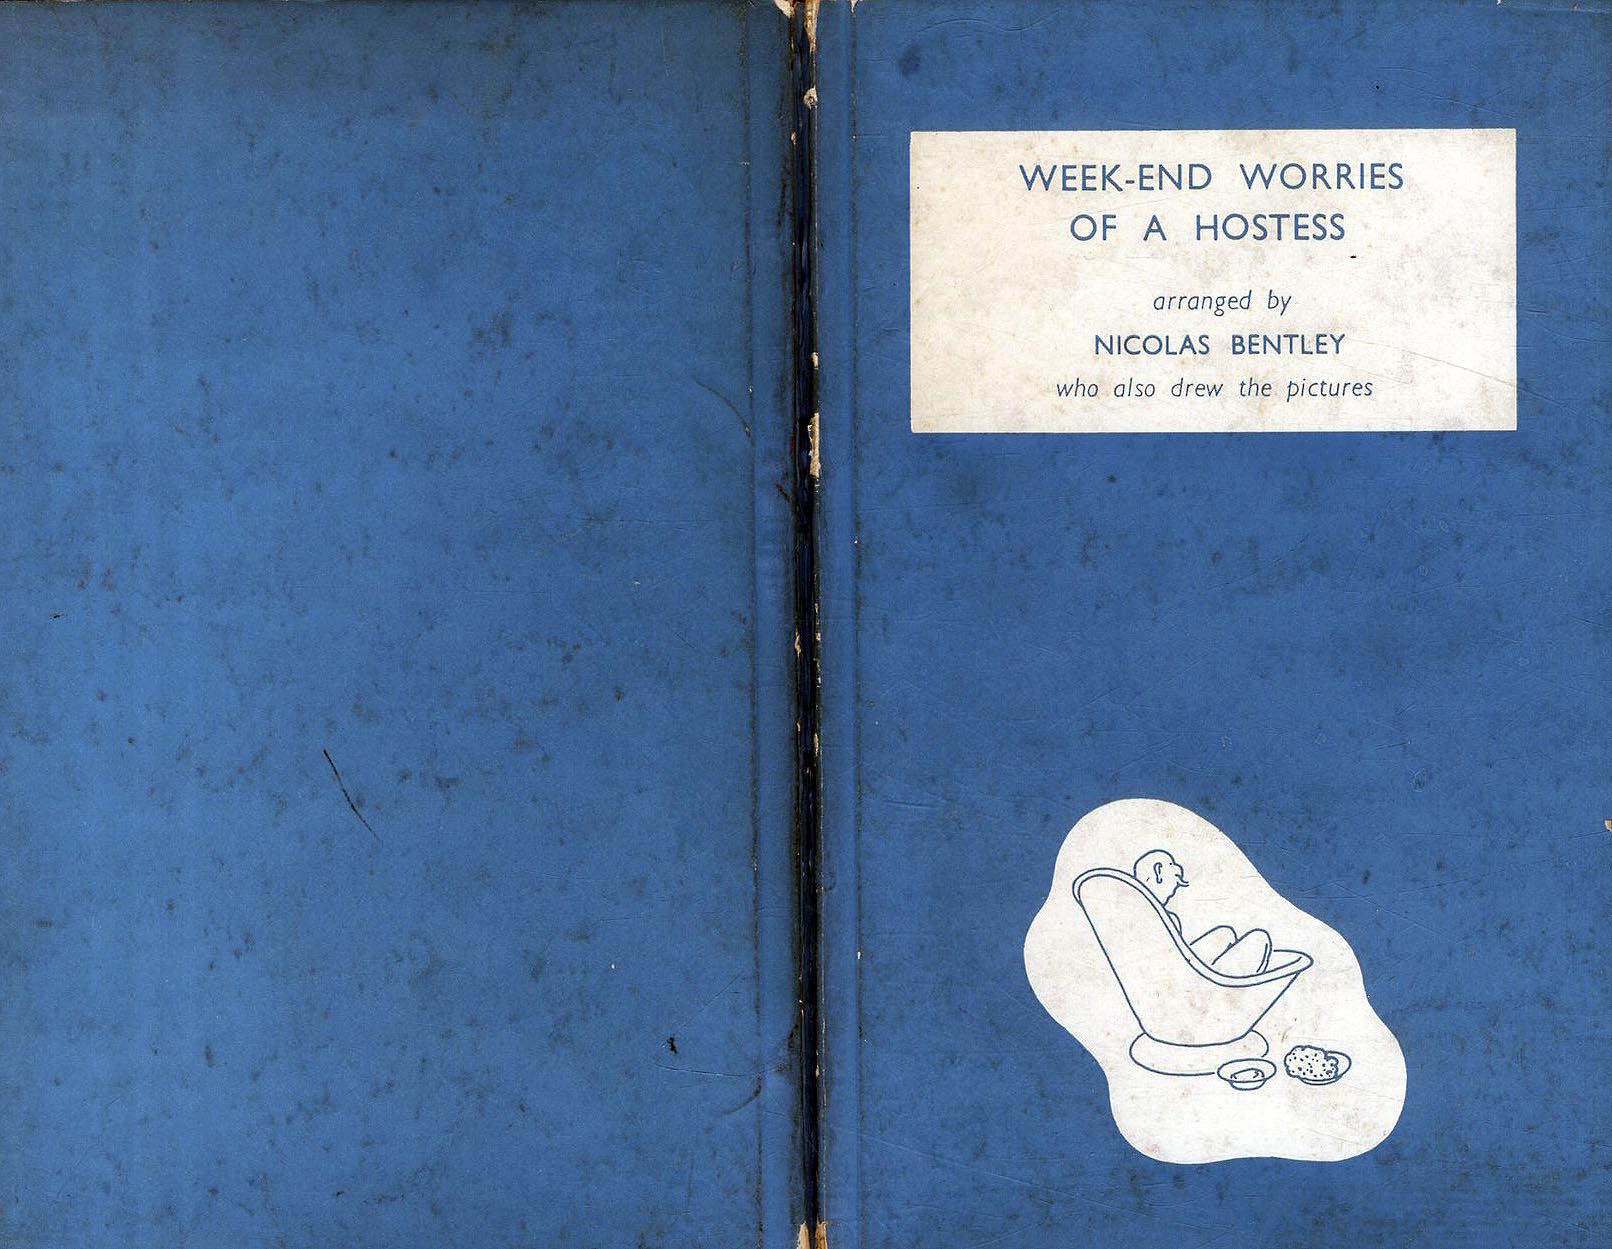 WEEK-END WORRIES
OF A HOSTESS
arranged by
NICOLAS BENTLEY
who also drew the pictures